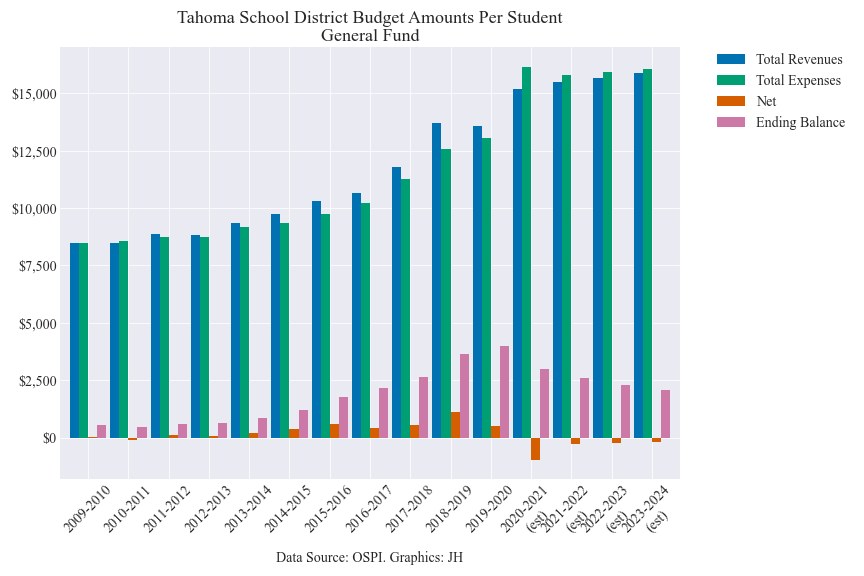 Tahoma School District Budget Amounts Per Student
General Fund
Total Revenues
Total Expenses
Net
Ending Balance
$15,000
$12,500
$10,000
$7,500
$5,000
$2,500
$0
2009-2010
2010-2011
2011-2012
2012-2013
2013-2014
2014-2015
2015-2016
2016-2017
2017-2018
2018-2019
2019-2020
2020-2021
(est)
2021-2022
(est)
2022-2023
(est)
2023-2024
(est)
Data Source: OSPI. Graphics: JH